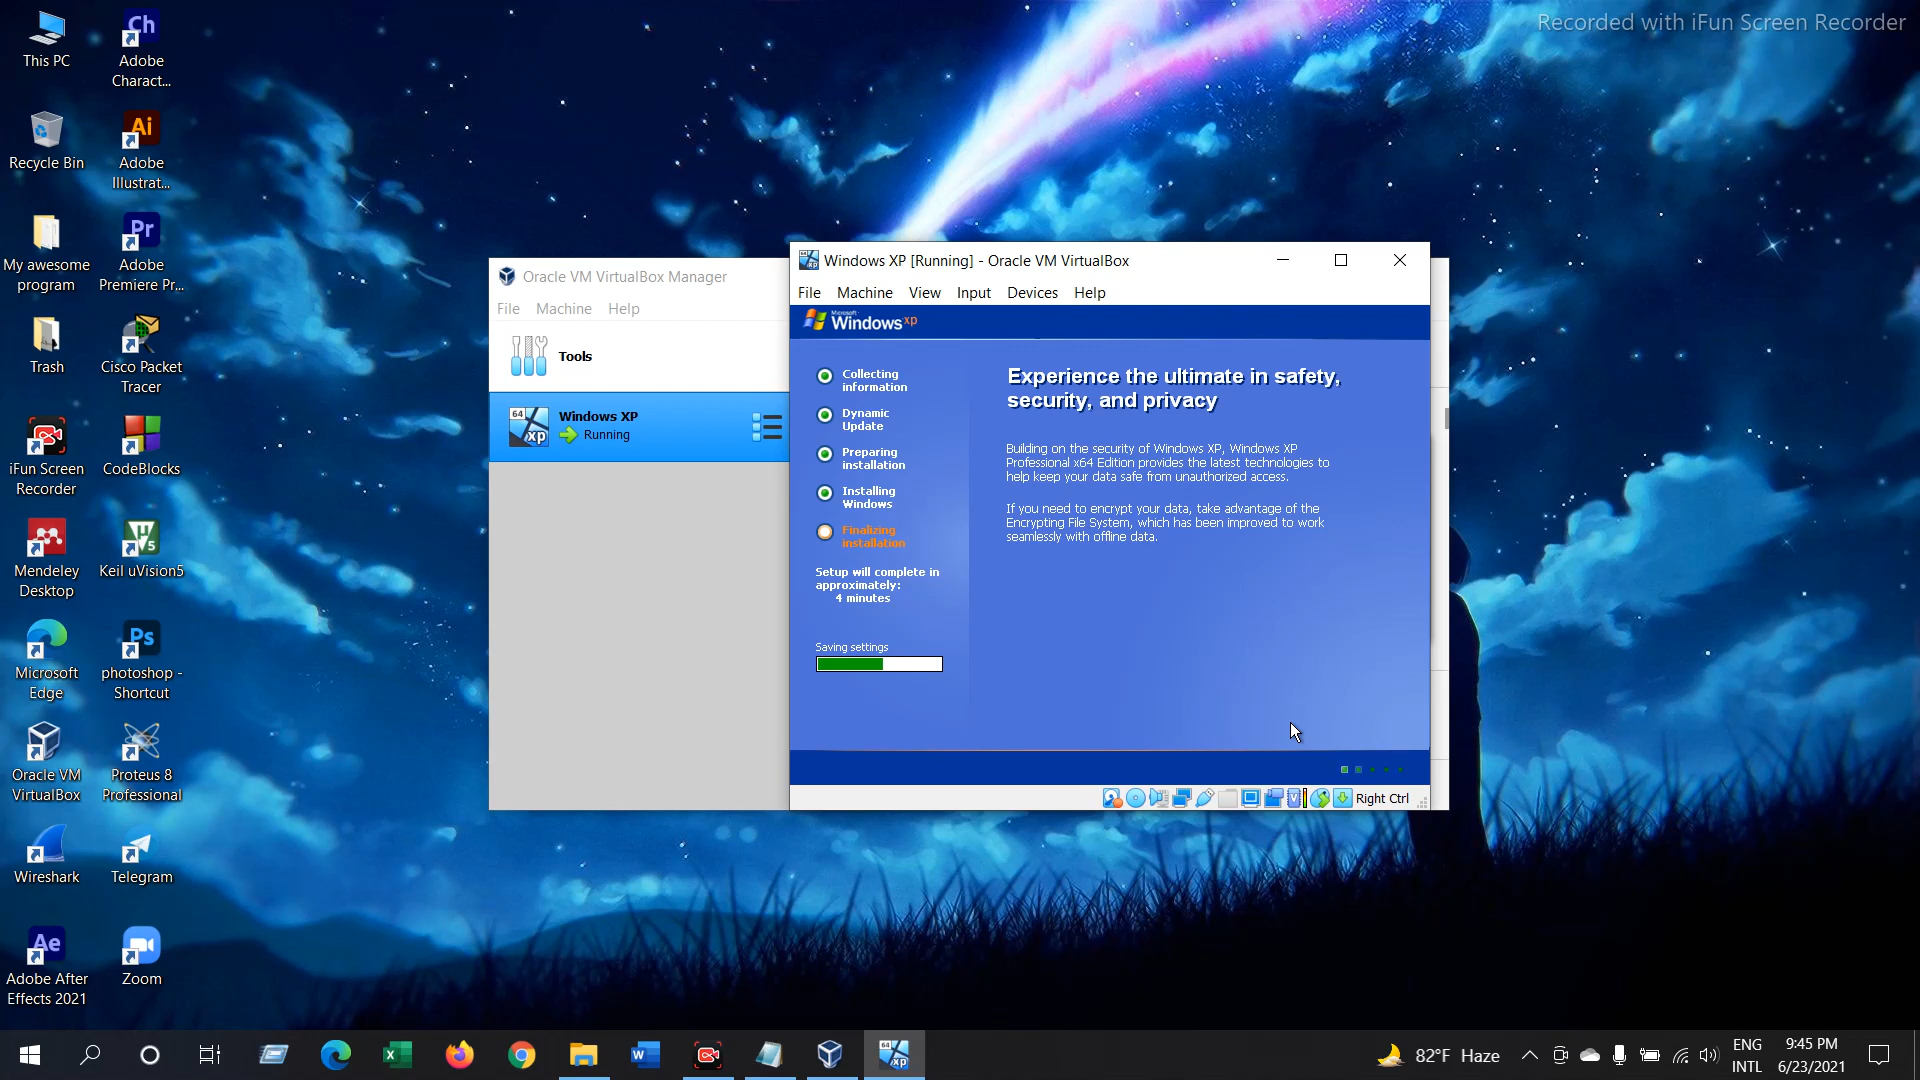 Recorded with iFun Screen Recorder
This PC
Ch
Adobe
Charact...
Recycle Bin
Ai
Adobe
Illustrat...
My awesome
program
Pr
Adobe
Premiere Pr...
Trash
Cisco Packet
Tracer
iFun Screen
Recorder
CodeBlocks
Mendeley
Desktop
Keil uVision5
Microsoft
Edge
Ps
photoshop -
Shortcut
Oracle VM
VirtualBox
Proteus 8
Professional
Wireshark
Telegram
Ae
Adobe After
Effects 2021
Zoom
Oracle VM VirtualBox Manager
File Machine Help
Tools
64
xp
Windows XP
Running
Windows XP [Running] - Oracle VM VirtualBox
File Machine View Input Devices Help
Microsoft
Windows xp
Collecting
information
Dynamic
Update
Preparing
installation
Installing
Windows
Finalizing
installation
Setup will complete in
approximately:
4 minutes
Saving settings
Experience the ultimate in safety,
security, and privacy
Building on the security of Windows XP, Windows XP
Professional x64 Edition provides the latest technologies to
help keep your data safe from unauthorized access.
If you need to encrypt your data, take advantage of the
Encrypting File System, which has been improved to work
seamlessly with offline data.
Right Ctrl
82°F Haze
ENG
INTL
9:45 PM
6/23/2021